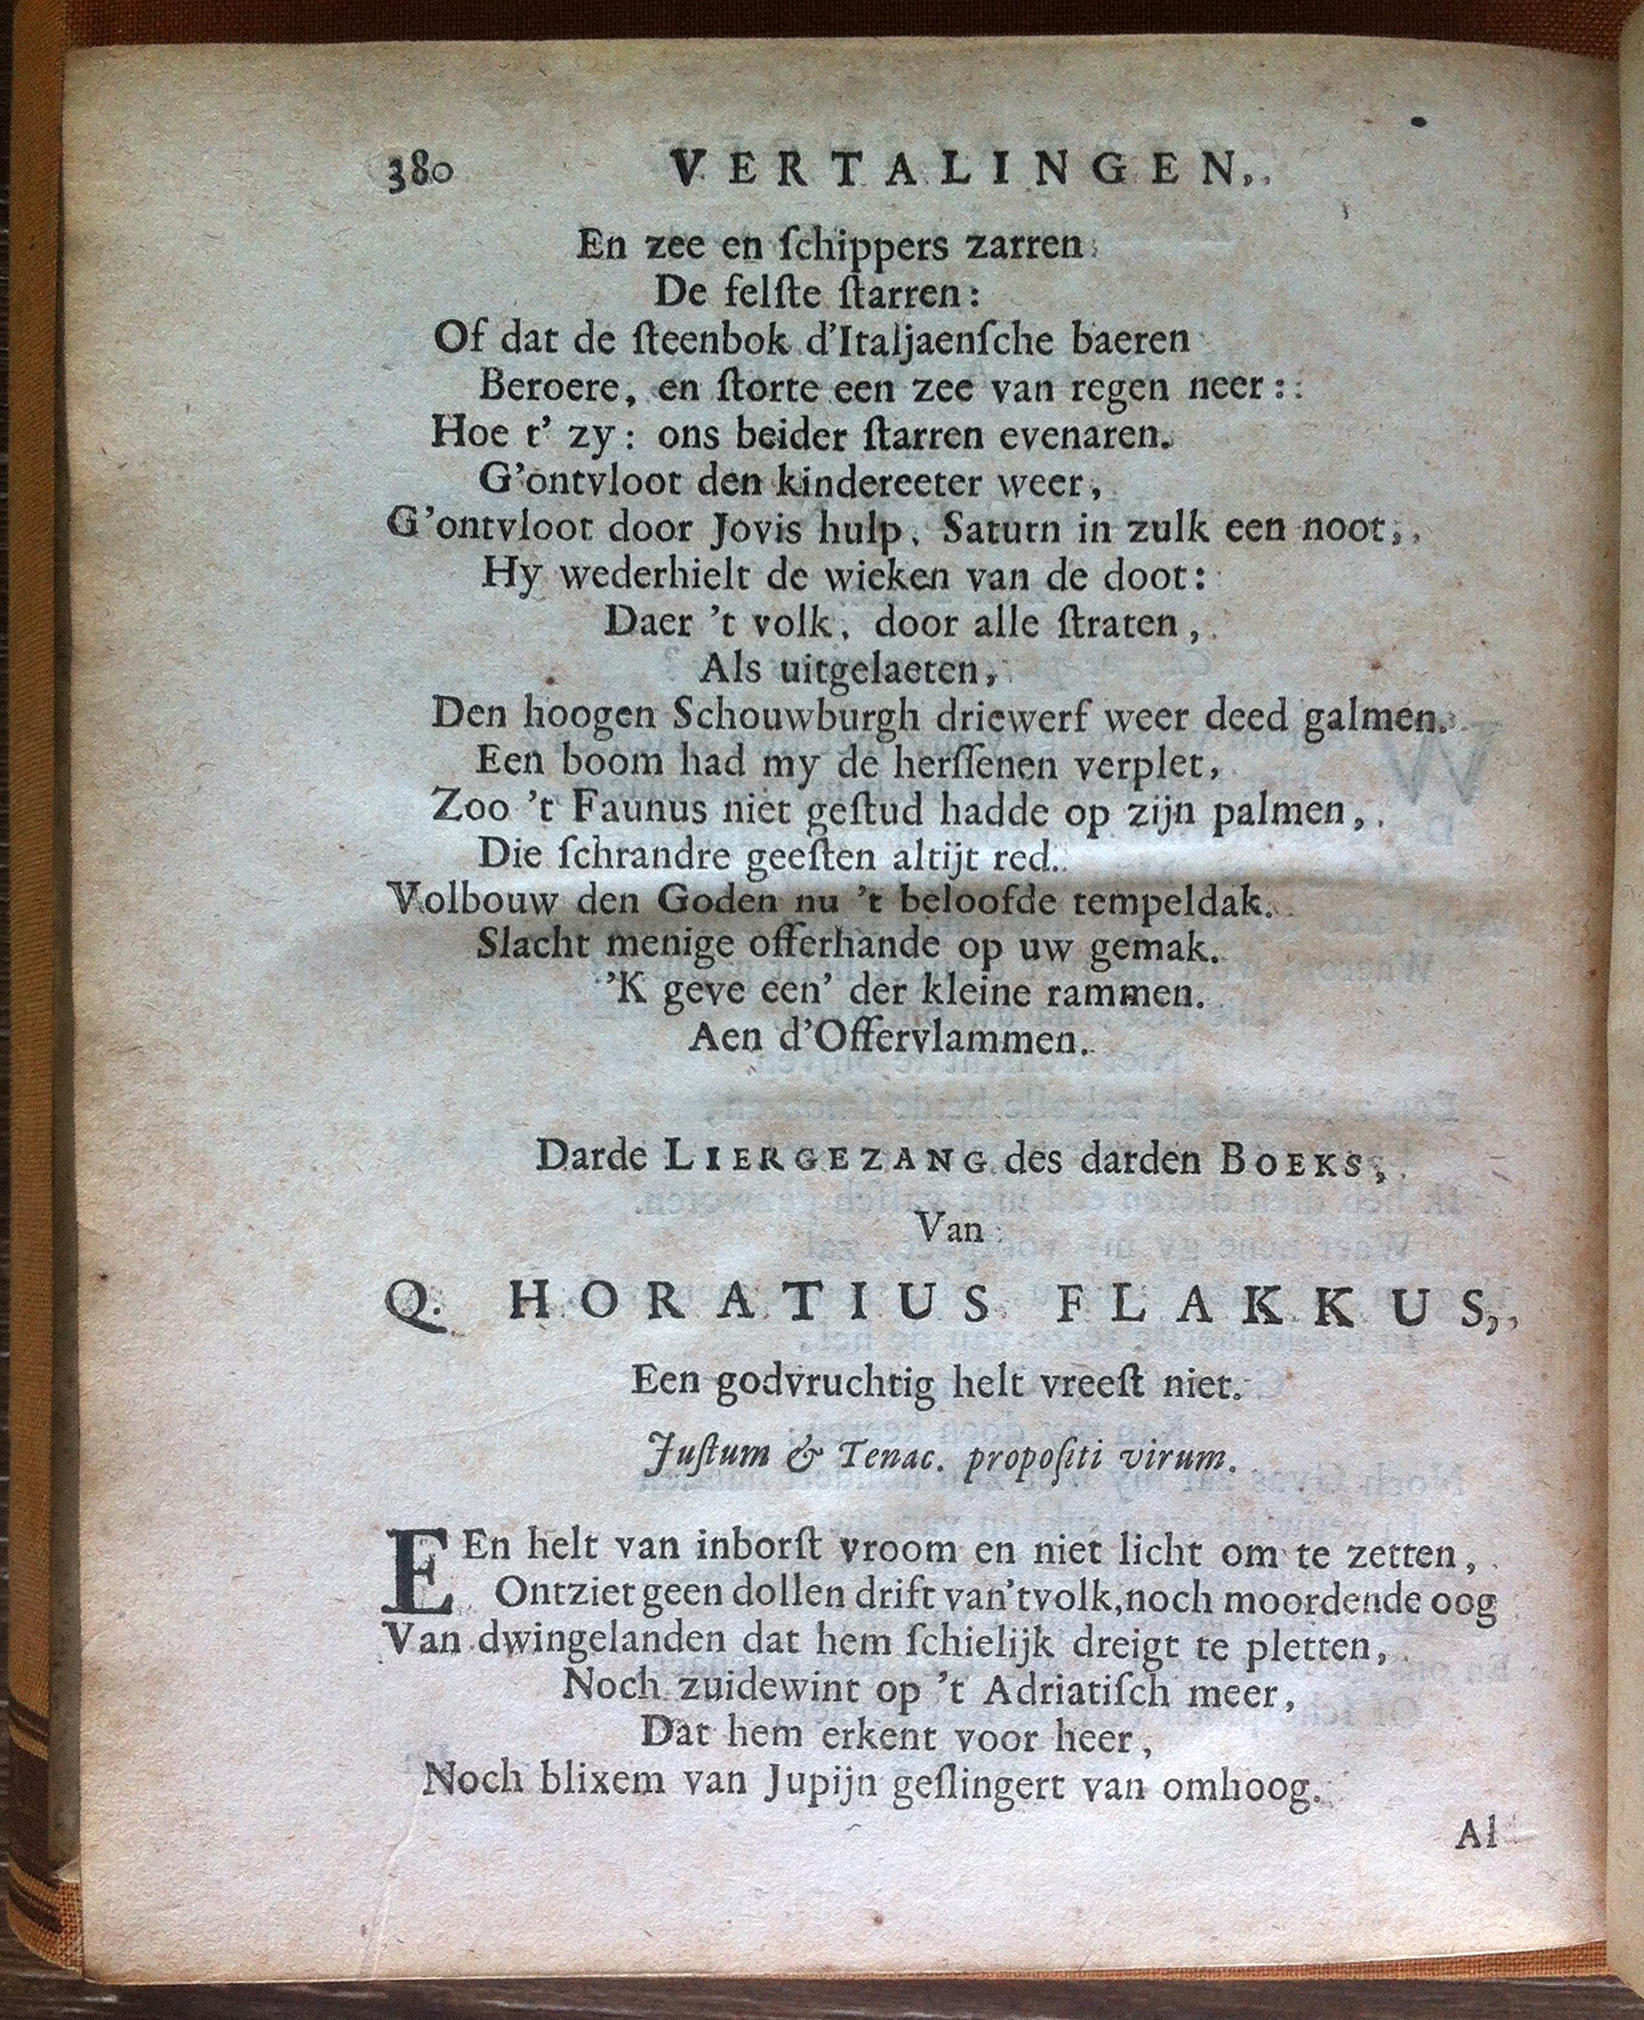 380 VERTALINGEN,
En zee en ſchippers zarren
De felſte ſtarren:
Of dat de ſteenbok d'Italjaenſche baeren
Beroere, en ſtorte een zee van regen neer:
Hoe t' zy: ons beider ſtarren evenaren.
G'ontvloot den kindereeter weer,
G'ontvloot door Jovis hulp, Saturn in zulk een noot,
Hy wederhielt de wieken van de doot:
Daer 't volk, door alle ſtraten,
Als uitgelaeten,
Den hoogen Schouwburgh driewerf weer deed galmen.
Een boom had my de herſſenen verplet,
Zoo 't Faunus niet geſtud hadde op zijn palmen,
Die ſchrandre geeſten altijt red.
Volbouw den Goden nu 't beloofde tempeldak.
Slacht menige offerhande op uw gemak.
'K geve een' der kleine rammen.
Aen d'Offervlammen.
Darde LIERGEZANG des darden BOEKS,
Van
Q. HORATIUS FLAKKUS,
Een godvruchtig helt vreeſt niet.
Juſtum & Tenac. propoſiti virum.
EEn helt van inborſt vroom en niet licht om te zetten,
Ontziet geen dollen drift van'tvolk,noch moordende oog
Van dwingelanden dat hem ſchielijk dreigt te pletten,
Noch zuidewint op 't Adriatiſch meer,
Dat hem erkent voor heer,
Noch blixem van Jupijn geſlingert van omhoog.
Al